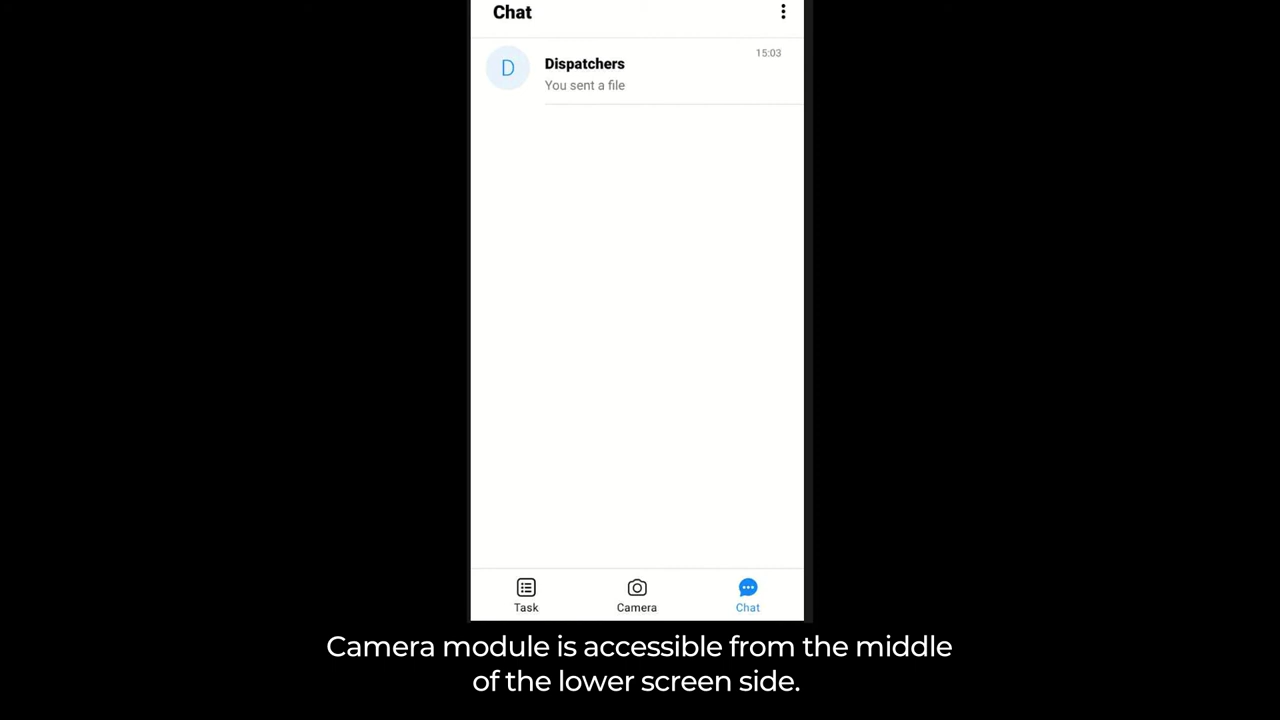 Chat
15:03
D
Dispatchers
You sent a file
Task
Camera
Chat
Camera module is accessible from the middle
of the lower screen side.